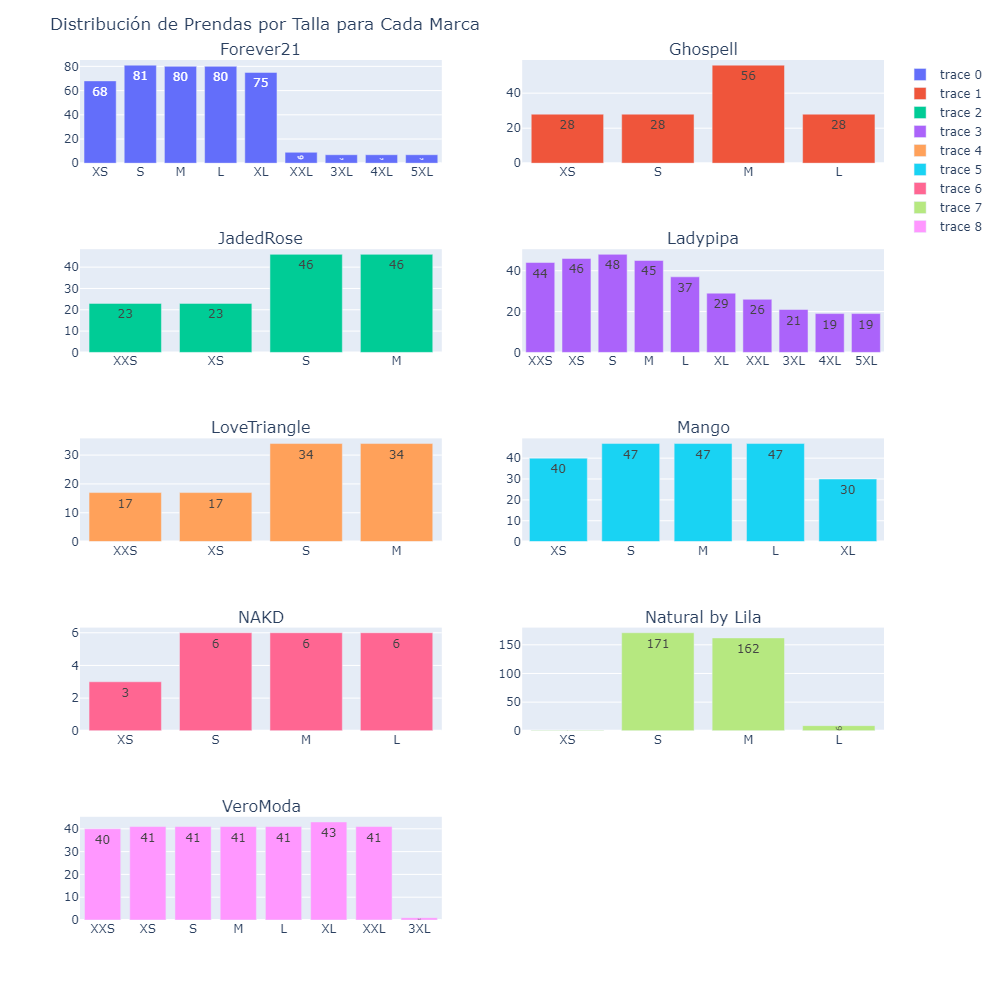 Distribución de Prendas por Talla para Cada Marca
Forever21
80
60
40
20
0
68
81
80
80
75
XS
S
M
L
XL
XXL
3XL
4XL
5XL
Ghospell
40
20
0
28
28
56
28
XS
S
M
L
trace 0
trace 1
trace 2
trace 3
trace 4
trace 5
trace 6
trace 7
trace 8
JadedRose
40
30
20
10
0
23
23
46
46
XXS
XS
S
M
Ladypipa
40
20
0
44
46
48
45
37
29
26
21
19
19
XXS
XS
S
M
L
XL
XXL
3XL
4XL
5XL
LoveTriangle
30
20
10
0
17
17
34
34
XXS
XS
S
M
Mango
40
30
20
10
0
40
47
47
47
30
XS
S
M
L
XL
NAKD
6
4
2
0
3
6
6
6
XS
S
M
L
Natural by Lila
150
100
50
0
171
162
XS
S
M
L
VeroModa
40
30
20
10
0
40
41
41
41
41
43
41
XXS
XS
S
M
L
XL
XXL
3XL